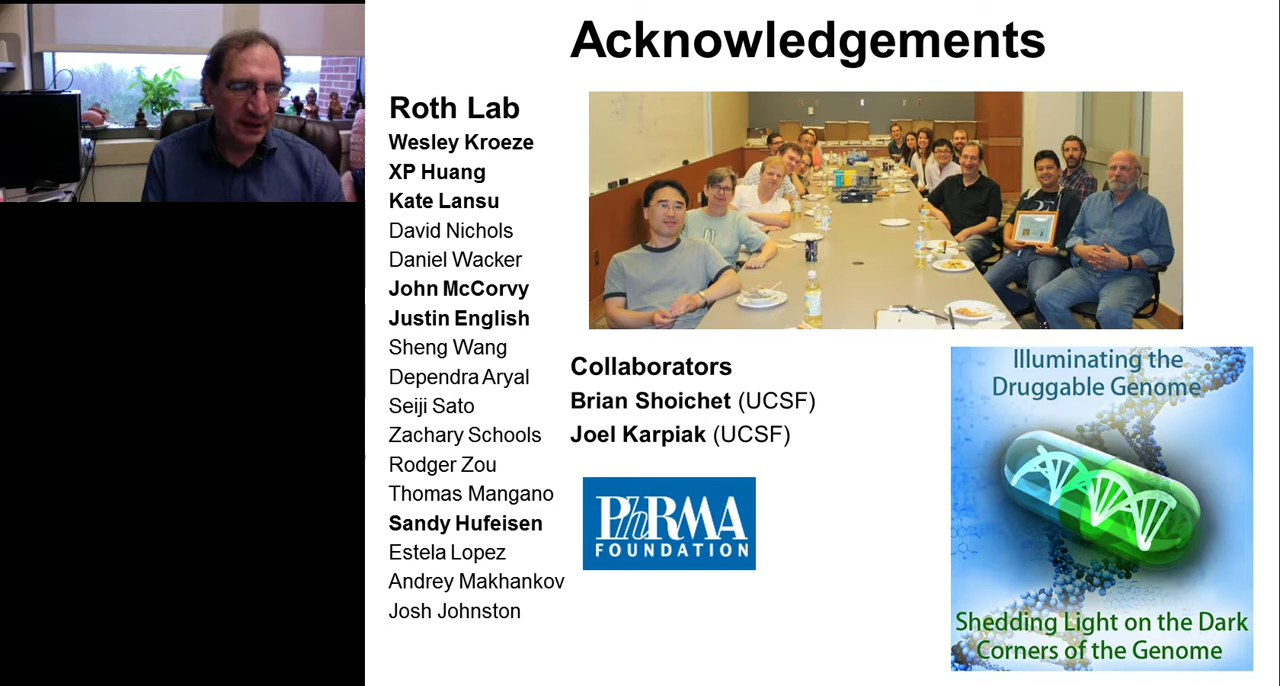 Acknowledgements
Roth Lab
Wesley Kroeze
XP Huang
Kate Lansu
David Nichols
Daniel Wacker
John McCorvy
Justin English
Sheng Wang
Dependra Aryal
Seiji Sato
Zachary Schools
Rodger Zou
Thomas Mangano
Sandy Hufeisen
Estela Lopez
Andrey Makhankov
Josh Johnston
Collaborators
Brian Shoichet (UCSF)
Joel Karpiak (UCSF)
PhRMA
FOUNDATION
Illuminating the
Druggable Genome
Shedding Light on the Dark
Corners of the Genome